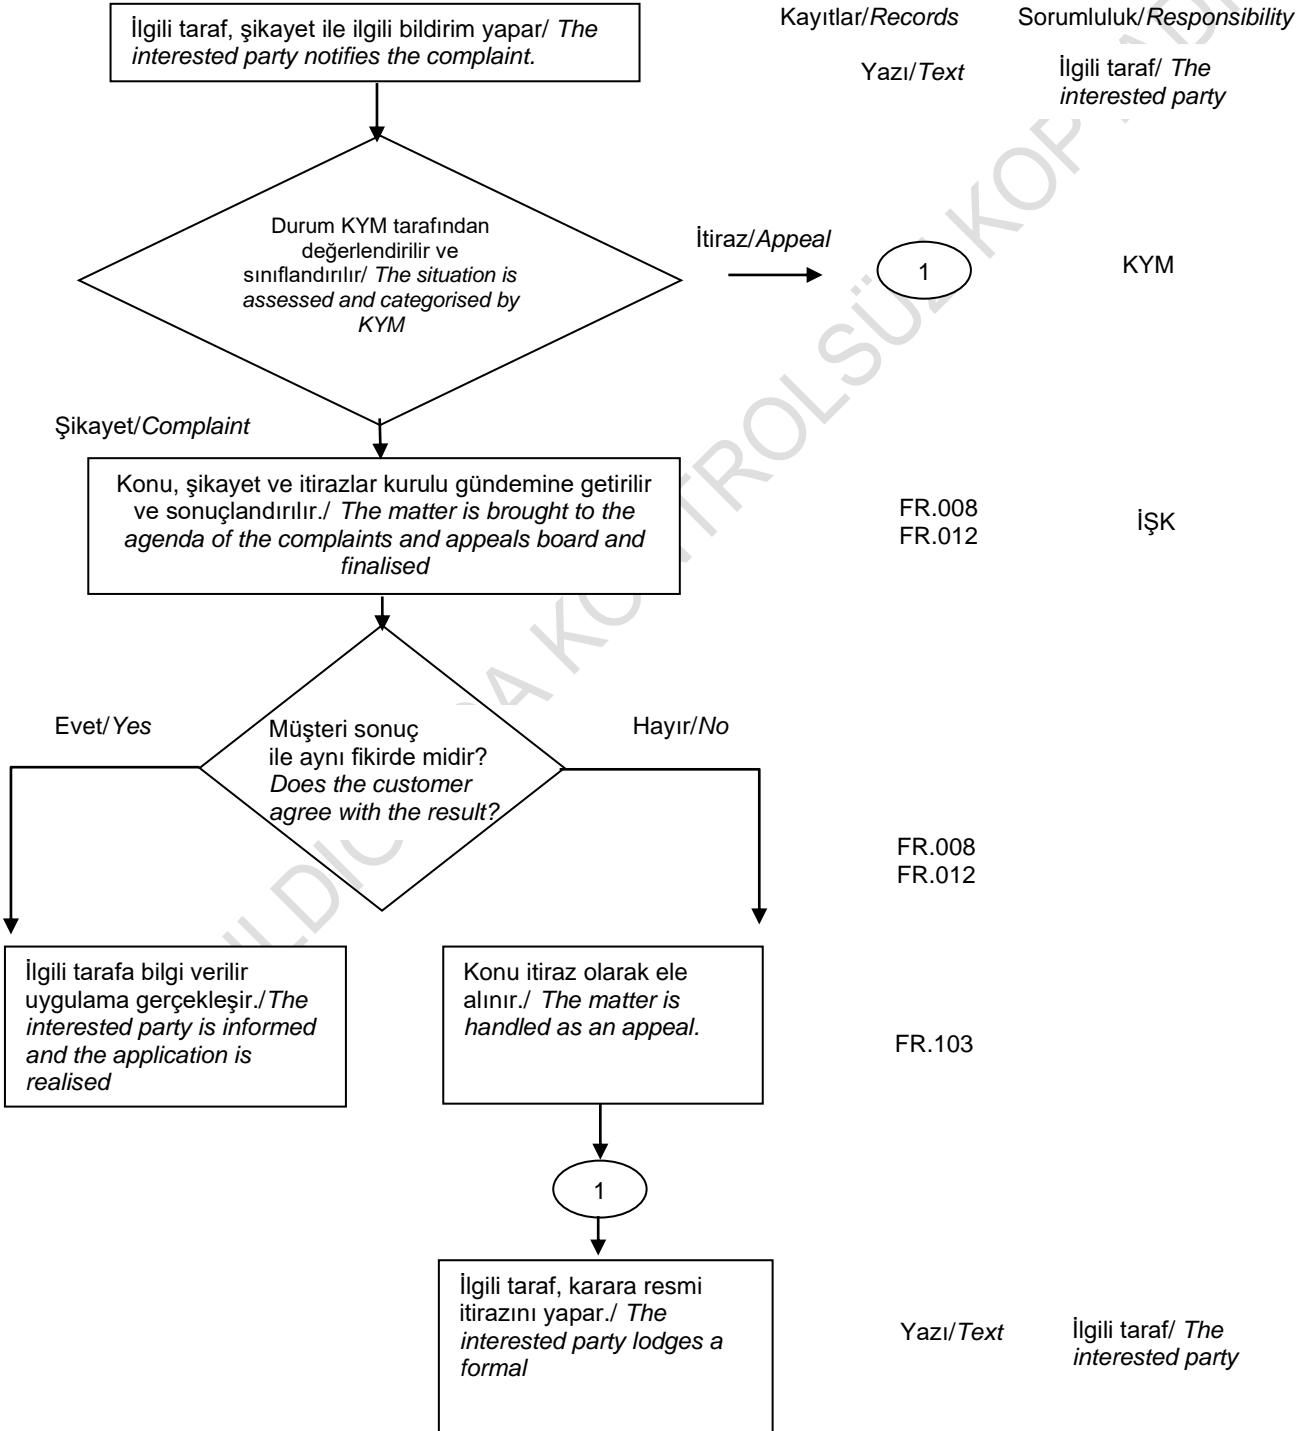 Kayıtlar/Records
Sorumluluk/Responsibility
İlgili taraf, şikayet ile ilgili bildirim yapar/ The
interested party notifies the complaint.
Yazı/Text
İlgili taraf/ The
interested party
Durum KYM tarafından
değerlendirilir ve
sınıflandırılır/ The situation is
assessed and categorised by
KYM
İtiraz/Appeal
1
KYM
Şikayet/Complaint
Konu, şikayet ve itirazlar kurulu gündemine getirilir
ve sonuçlandırılır./ The matter is brought to the
agenda of the complaints and appeals board and
finalised
FR.008
FR.012
İŞK
Evet/Yes
Müşteri sonuç
ile aynı fikirde midir?
Does the customer
agree with the result?
Hayır/No
FR.008
FR.012
İlgili tarafa bilgi verilir
uygulama gerçekleşir./The
interested party is informed
and the application is
realised
Konu itiraz olarak ele
alınır./ The matter is
handled as an appeal.
FR.103
1
İlgili taraf, karara resmi
itirazını yapar./ The
interested party lodges a
formal
Yazı/Text
İlgili taraf/ The
interested party